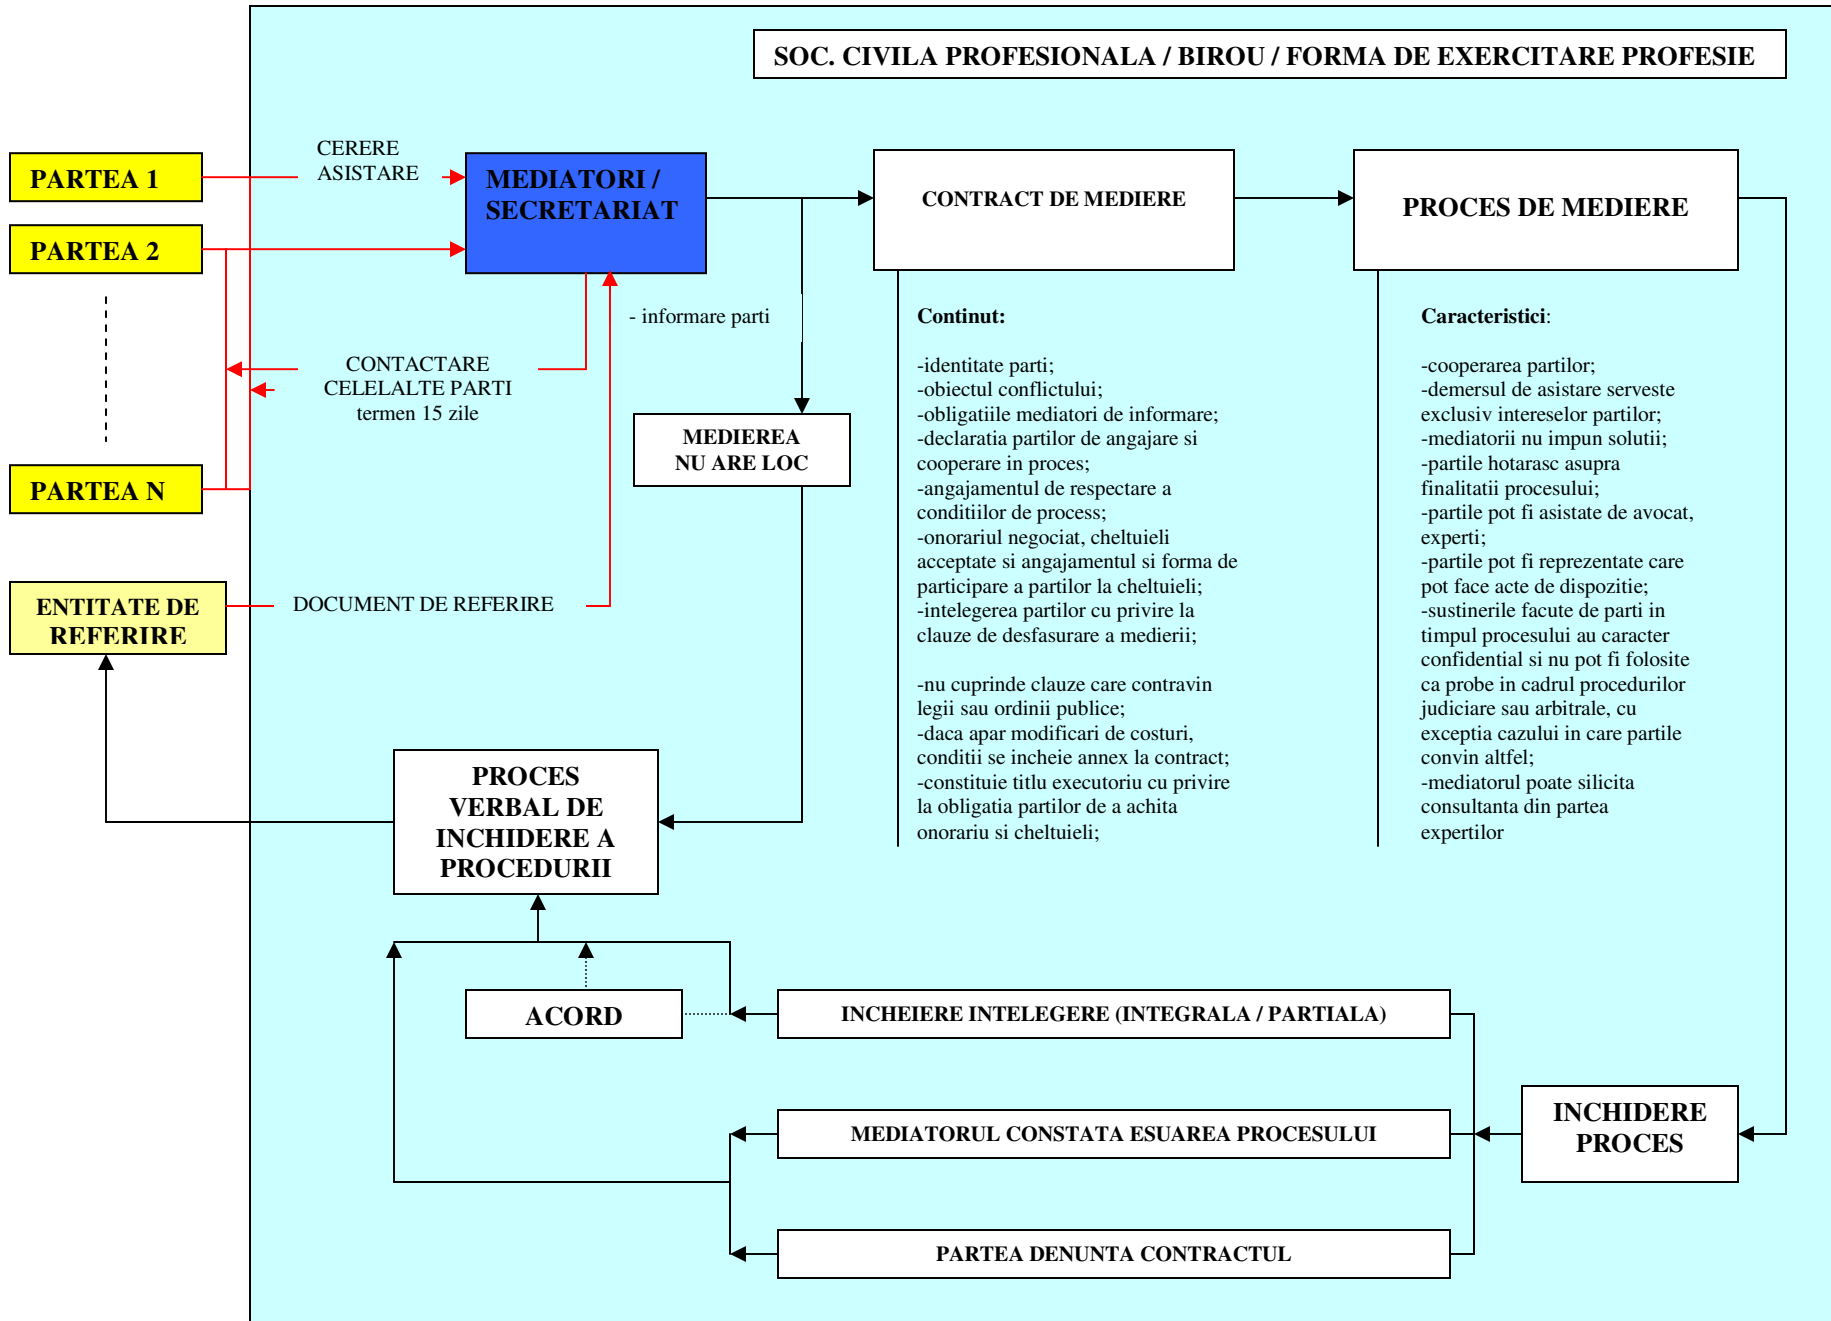 SOC. CIVILA PROFESIONALA / BIROU / FORMA DE EXERCITARE PROFESIE
PARTEA 1
CERERE
ASISTARE
MEDIATORI /
SECRETARIAT
CONTRACT DE MEDIERE
PROCES DE MEDIERE
PARTEA 2
- informare parti
CONTACTARE
CELELALTE PARTI
termen 15 zile
MEDIEREA
NU ARE LOC
PARTEA N
Continut:
-identitate parti;
-obiectul conflictului;
-obligatiile mediatori de informare;
-declaratia partilor de angajare si
cooperare in proces;
-angajamentul de respectare a
conditiilor de process;
-onorariul negociat, cheltuieli
acceptate si angajamentul si forma de
participare a partilor la cheltuieli;
-intelegerea partilor cu privire la
clauze de desfasurare a medierii;
-nu cuprinde clauze care contravin
legii sau ordinii publice;
-daca apar modificari de costuri,
conditii se incheie annex la contract;
-constituie titlu executoriu cu privire
la obligatia partilor de a achita
onorariu si cheltuieli;
Caracteristici:
-cooperarea partilor;
-demersul de asistare serveste
exclusiv intereselor partilor;
-mediatorii nu impun solutii;
-partile hotarasc asupra
finalitatii procesului;
-partile pot fi asistate de avocat,
experti;
-partile pot fi reprezentate care
pot face acte de dispozitie;
-sustinerile facute de parti in
timpul procesului au caracter
confidential si nu pot fi folosite
ca probe in cadrul procedurilor
judiciare sau arbitrale, cu
exceptia cazului in care partile
convin altfel;
-mediatorul poate silicita
consultanta din partea
expertilor
ENTITATE DE
REFERIRE
DOCUMENT DE REFERIRE
PROCES
VERBAL DE
INCHIDERE A
PROCEDURII
ACORD
INCHEIERE INTELEGERE (INTEGRALA / PARTIALA)
MEDIATORUL CONSTATA ESUAREA PROCESULUI
INCHIDERE
PROCES
PARTEA DENUNTA CONTRACTUL